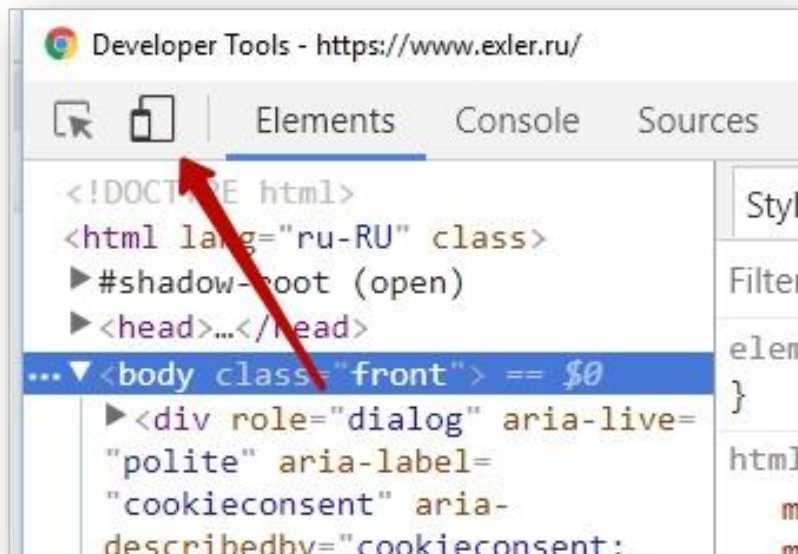 Developer Tools - https://www.exler.ru/
Elements Console Sources
<!DOCTYPE html>
<html lang="ru-RU" class>
▶#shadow-root (open)
▶<head>…</head>
…▼<body class="front"> == $0
▶<div role="dialog" aria-live=
"polite" aria-label=
"cookieconsent" aria-
describedby="cookieconsent:
Styl
Filter
elem
}
html
m
m